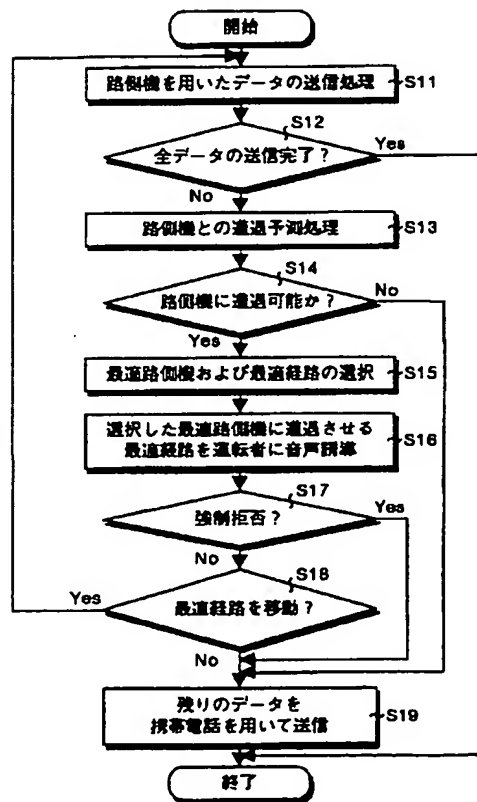 開始
路側機を用いたデータの送信処理
S11
S12
全データの送信完了?
Yes
No
路側機との遭遇予測処理
S13
S14
路側機に遭遇可能か?
No
Yes
最適路側機および最適経路の選択
S15
選択した最適路側機に遭遇させる
最適経路を運転者に音声誘導
S16
S17
強制拒否?
Yes
No
S18
Yes
最適経路を移動?
No
残りのデータを
携帯電話を用いて送信
S19
終了